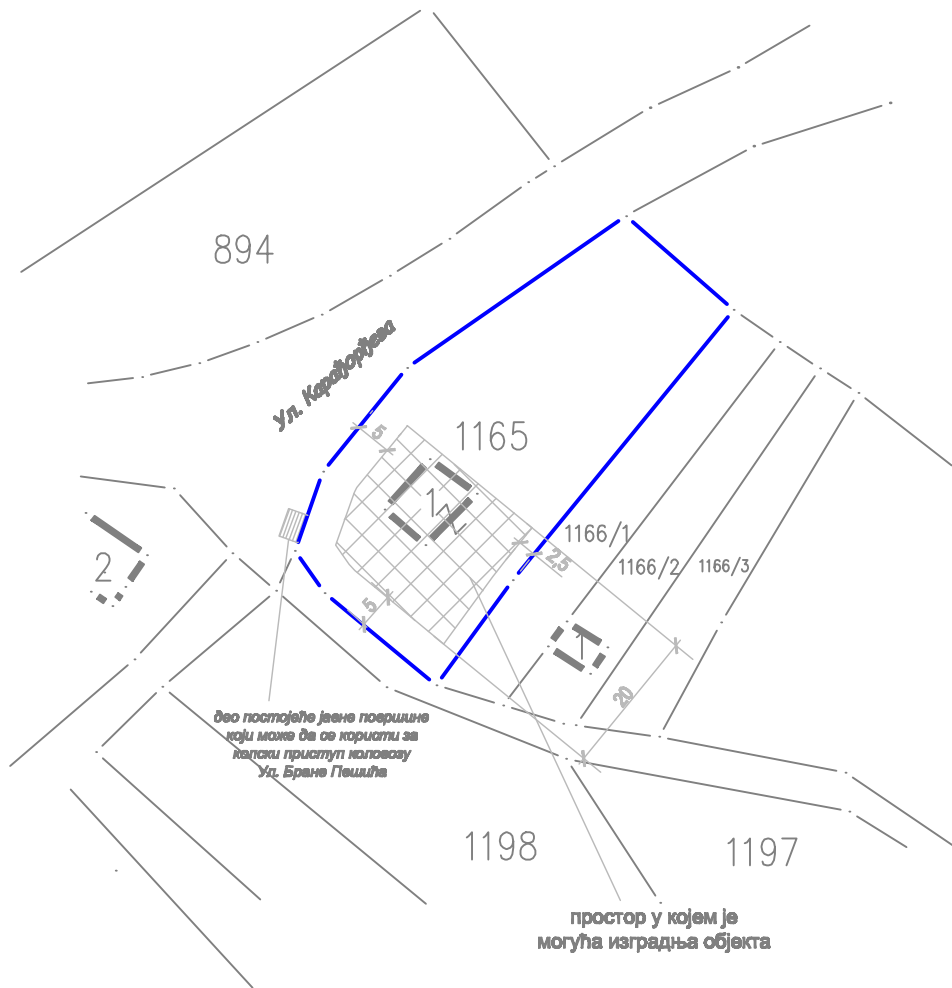 894
Ул. Карађорђева
5
1165
1
1166/1
2,5
1166/2
1166/3
2
5
1
20
део постојеће јавне површине
који може да се користи за
колски приступ коловозу
Ул. Бране Пешића
1198
1197
простор у којем је
могућа изградња објекта